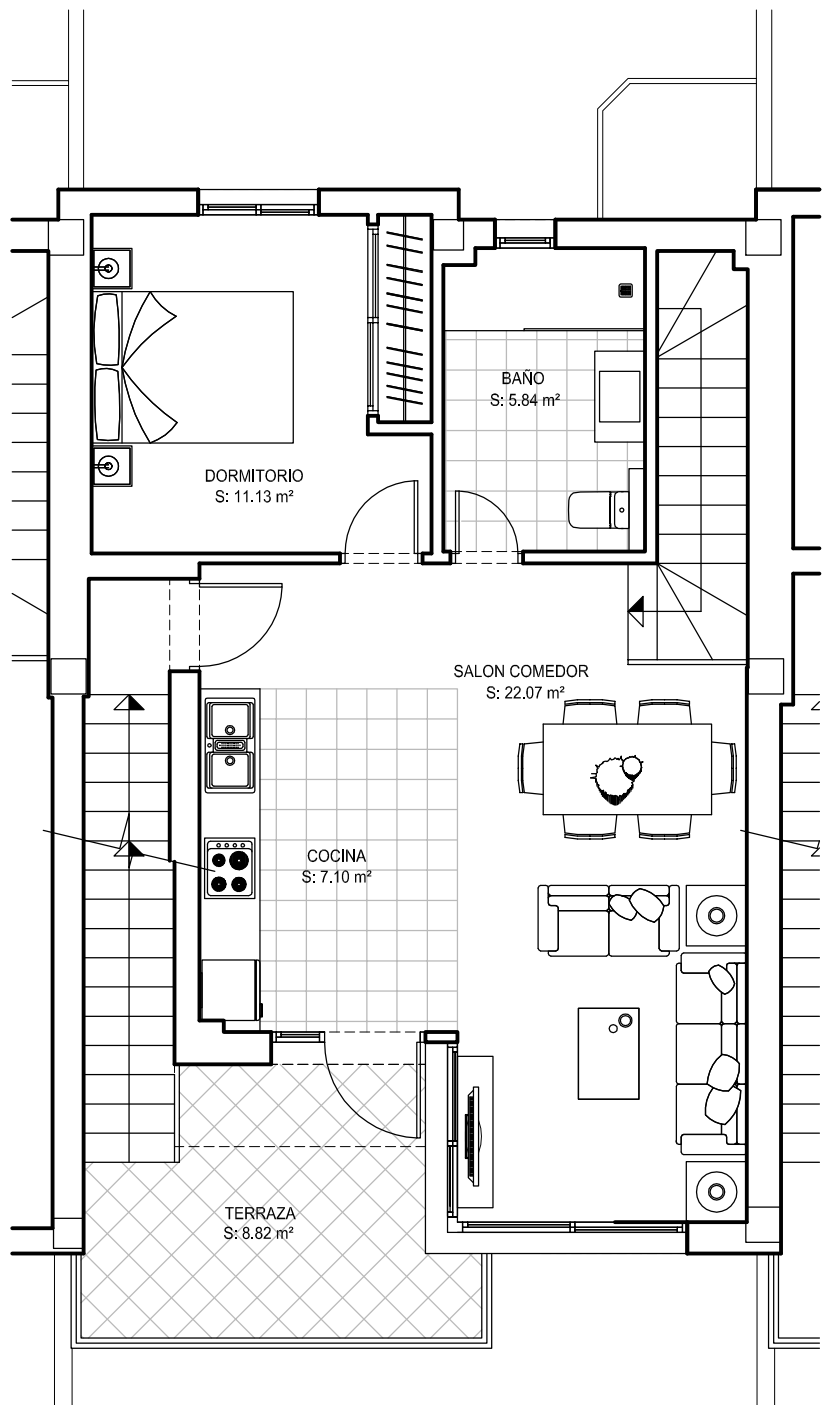 BAÑO
S: 5.84 m²
DORMITORIO
S: 11.13 m²
SALON COMEDOR
S: 22.07 m²
COCINA
S: 7.10 m²
TERRAZA
S: 8.82 m²